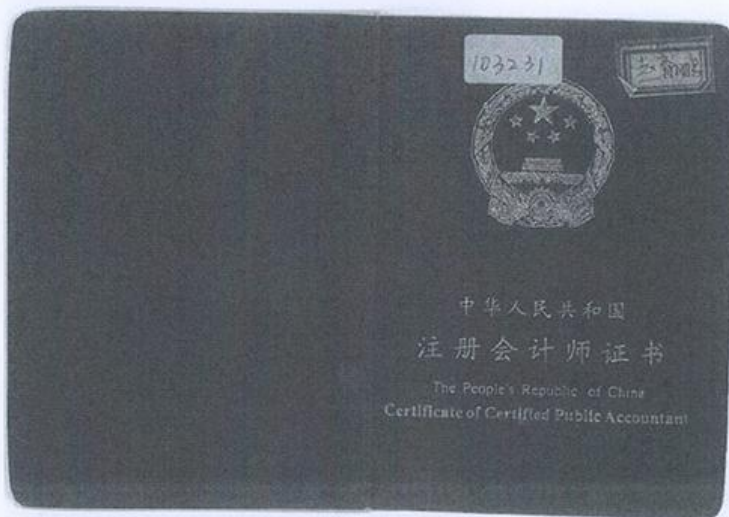 103231
中华人民共和国
注册会计师证书
The People's Republic of China
Certificate of Certified Public Accountant